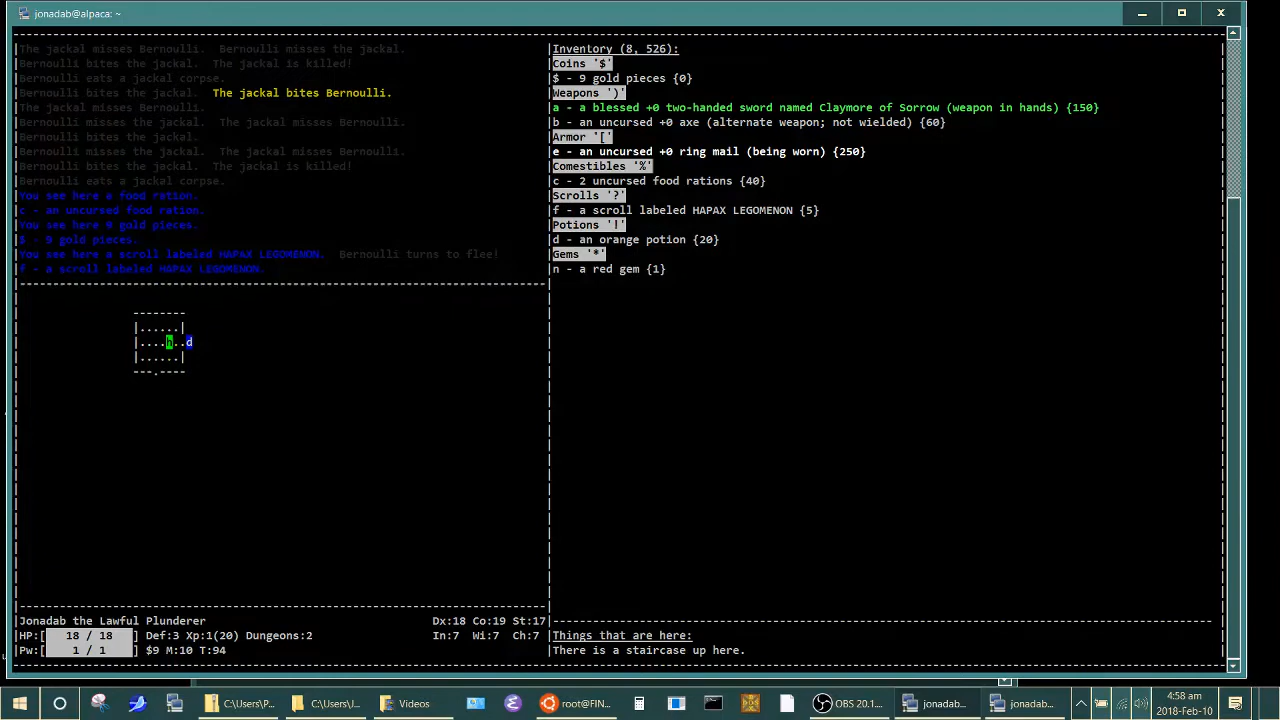 jonadab@alpaca: ~
The jackal misses Bernoulli.  Bernoulli misses the jackal.
Bernoulli bites the jackal.  The jackal is killed!
Bernoulli eats a jackal corpse.
Bernoulli bites the jackal.  The jackal bites Bernoulli.
The jackal misses Bernoulli.
Bernoulli misses the jackal.  The jackal misses Bernoulli.
Bernoulli bites the jackal.
Bernoulli misses the jackal.  The jackal misses Bernoulli.
Bernoulli bites the jackal.  The jackal is killed!
Bernoulli eats a jackal corpse.
You see here a food ration.
c - an uncursed food ration.
You see here 9 gold pieces.
$ - 9 gold pieces.
You see here a scroll labeled HAPAX LEGOMENON.  Bernoulli turns to flee!
f - a scroll labeled HAPAX LEGOMENON.
--------
|......|
|....h..d
|......|
---.----
Jonadab the Lawful Plunderer Dx:18 Co:19 St:17
HP:[ 18 / 18 ] Def:3 Xp:1(20) Dungeons:2 In:7 Wi:7 Ch:7
Pw:[ 1 / 1 ] $9 M:10 T:94
Inventory (8, 526):
Coins '$'
$ - 9 gold pieces {0}
Weapons ')'
a - a blessed +0 two-handed sword named Claymore of Sorrow (weapon in hands) {150}
b - an uncursed +0 axe (alternate weapon; not wielded) {60}
Armor '['
e - an uncursed +0 ring mail (being worn) {250}
Comestibles '%'
c - 2 uncursed food rations {40}
Scrolls '?'
f - a scroll labeled HAPAX LEGOMENON {5}
Potions '!'
d - an orange potion {20}
Gems '*'
n - a red gem {1}
Things that are here:
There is a staircase up here.
C:\Users\P... C:\Users\J... Videos root@FIN... OBS 20.1.... jonadab... jonadab...
4:58 am
2018-Feb-10